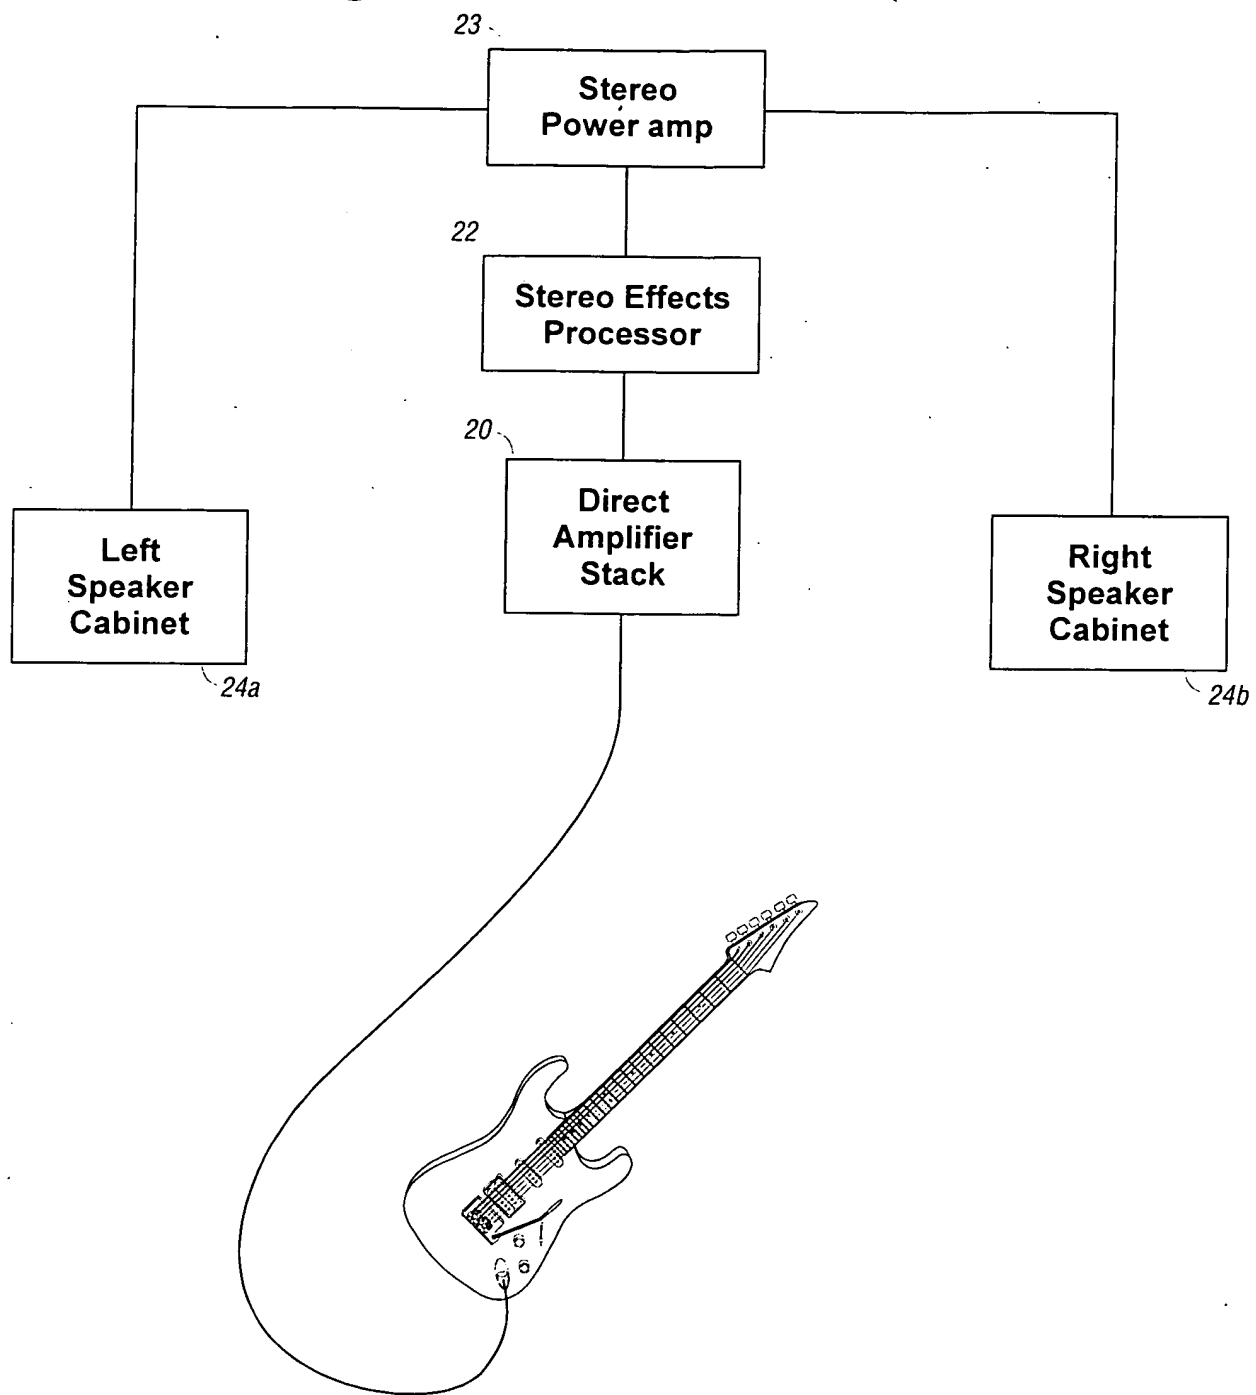 23
Stereo
Power amp
22
Stereo Effects
Processor
20
Direct
Amplifier
Stack
Left
Speaker
Cabinet
24a
Right
Speaker
Cabinet
24b